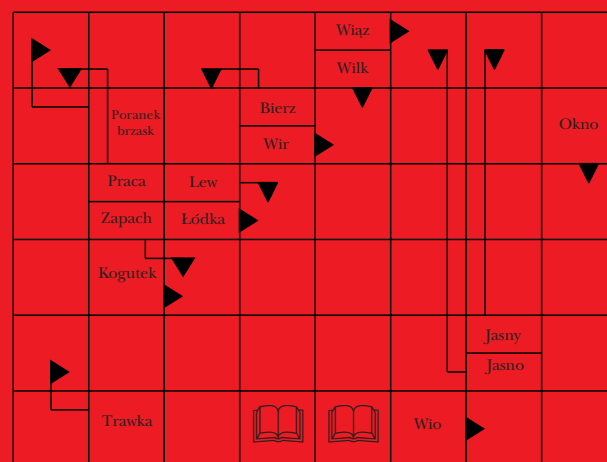 Wiąz
Wilk
Poranek
brzask
Bierz
Wir
Okno
Praca
Lew
Zapach
Łódka
Kogutek
Jasny
Jasno
Trawka
Wio